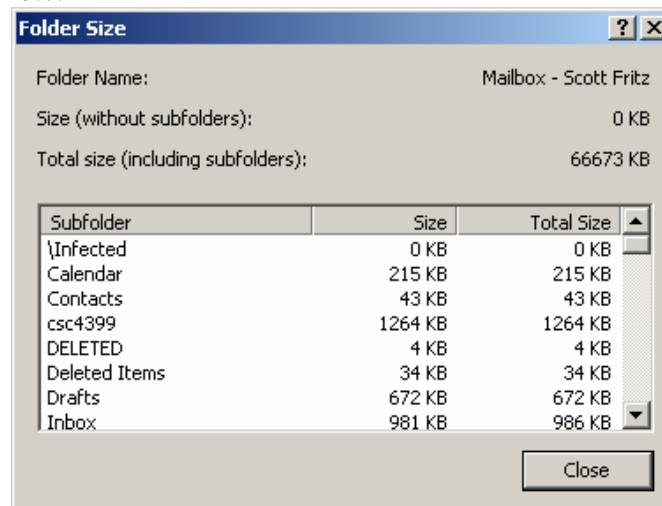 Folder Size ? X
Folder Name: Mailbox - Scott Fritz
Size (without subfolders): 0 KB
Total size (including subfolders): 66673 KB
Subfolder Size Total Size
\Infected 0 KB 0 KB
Calendar 215 KB 215 KB
Contacts 43 KB 43 KB
csc4399 1264 KB 1264 KB
DELETED 4 KB 4 KB
Deleted Items 34 KB 34 KB
Drafts 672 KB 672 KB
Inbox 981 KB 986 KB
Close